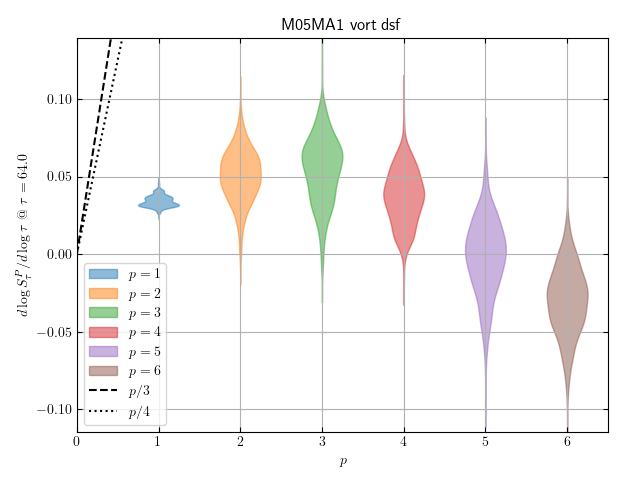 M05MA1 vort dsf
d log S_τ^P / d log τ @ τ = 64.0
0.10
0.05
0.00
−0.05
−0.10
p = 1
p = 2
p = 3
p = 4
p = 5
p = 6
p/3
p/4
0 1 2 3 4 5 6
p